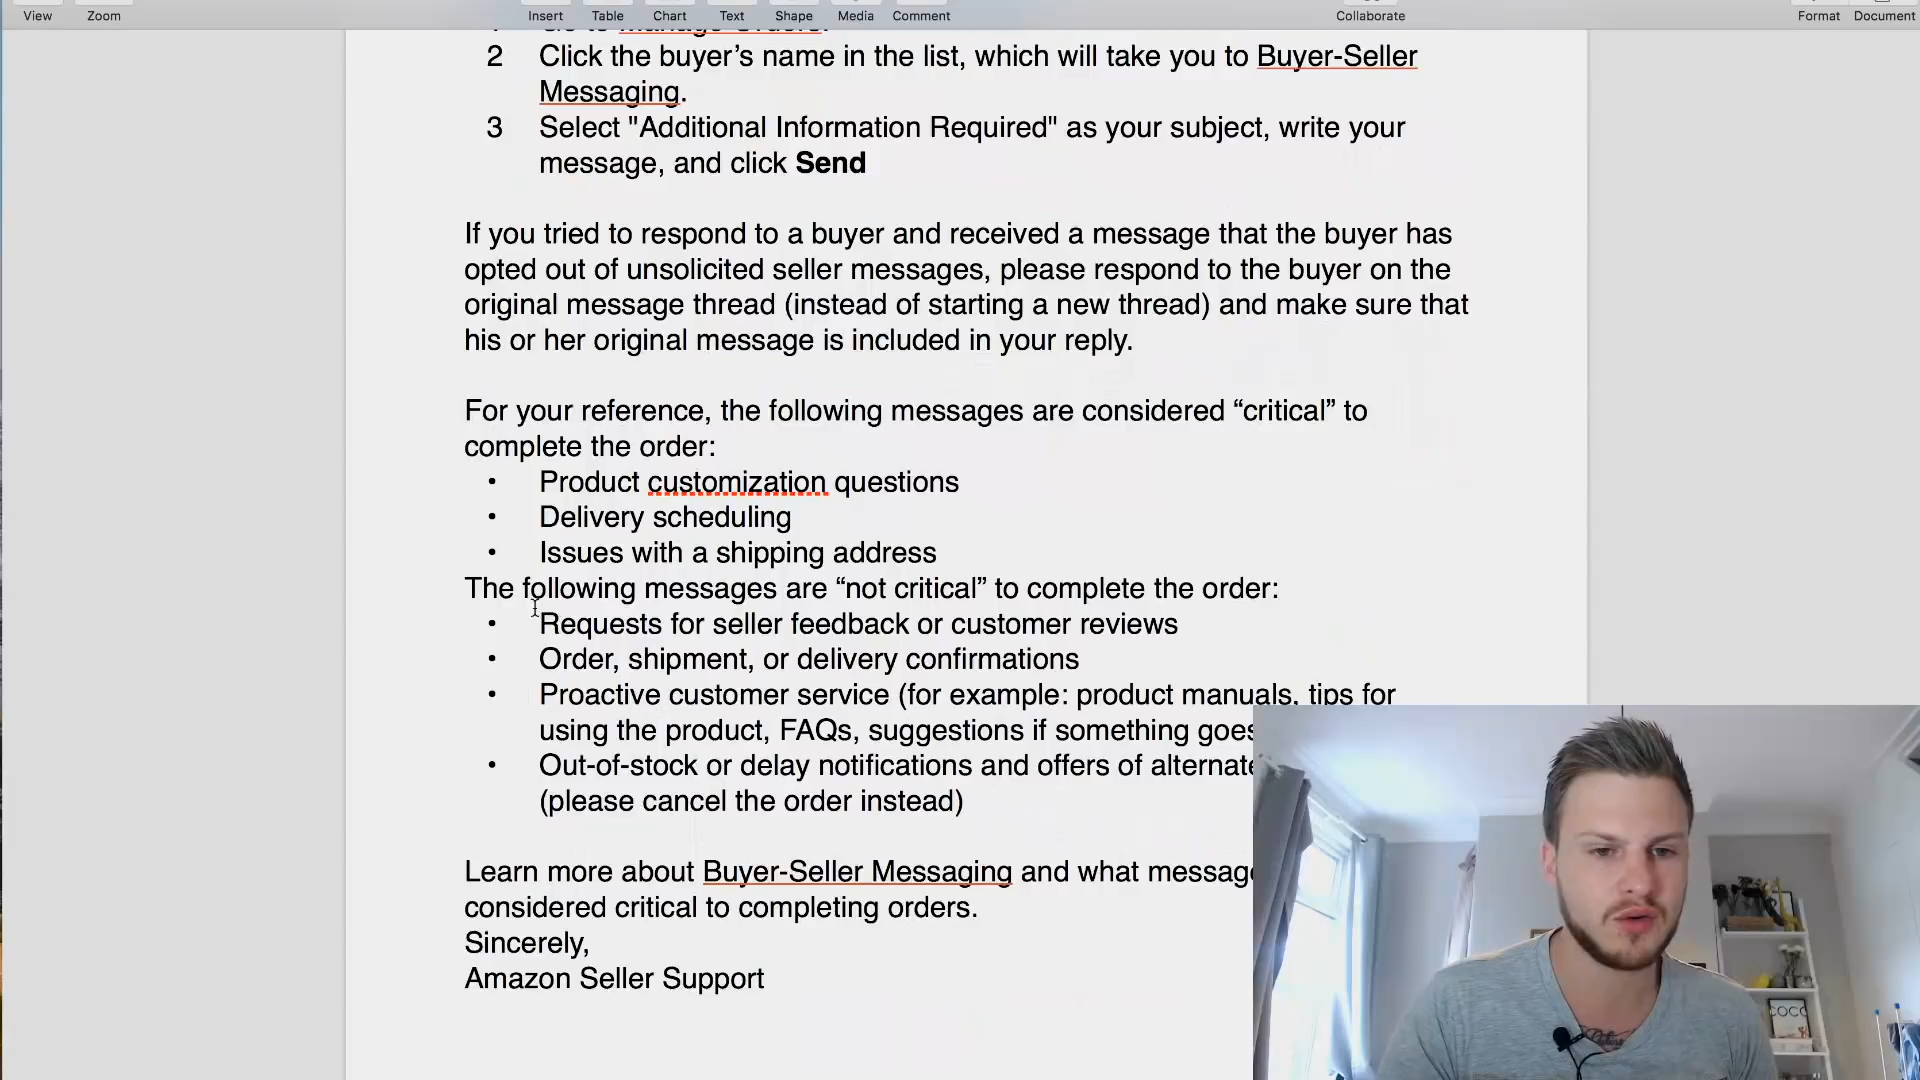 View Zoom Insert Table Chart Text Shape Media Comment Collaborate Format Document
2 Click the buyer’s name in the list, which will take you to Buyer-Seller
Messaging.
3 Select "Additional Information Required" as your subject, write your
message, and click Send
If you tried to respond to a buyer and received a message that the buyer has
opted out of unsolicited seller messages, please respond to the buyer on the
original message thread (instead of starting a new thread) and make sure that
his or her original message is included in your reply.
For your reference, the following messages are considered “critical” to
complete the order:
• Product customization questions
• Delivery scheduling
• Issues with a shipping address
The following messages are “not critical” to complete the order:
• Requests for seller feedback or customer reviews
• Order, shipment, or delivery confirmations
• Proactive customer service (for example: product manuals, tips for
using the product, FAQs, suggestions if something goes
• Out-of-stock or delay notifications and offers of alternate
(please cancel the order instead)
Learn more about Buyer-Seller Messaging and what messag
considered critical to completing orders.
Sincerely,
Amazon Seller Support
COCO